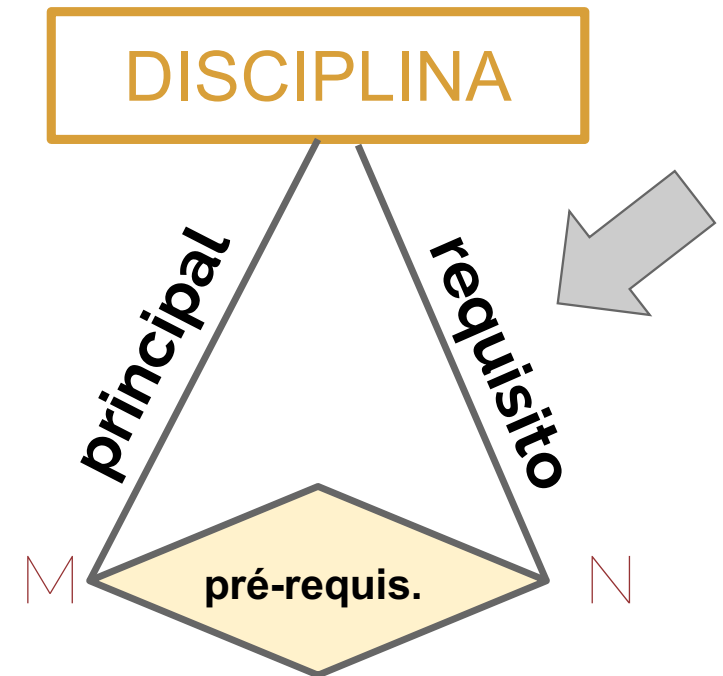 DISCIPLINA
principal
requisito
M
pré-requis.
N